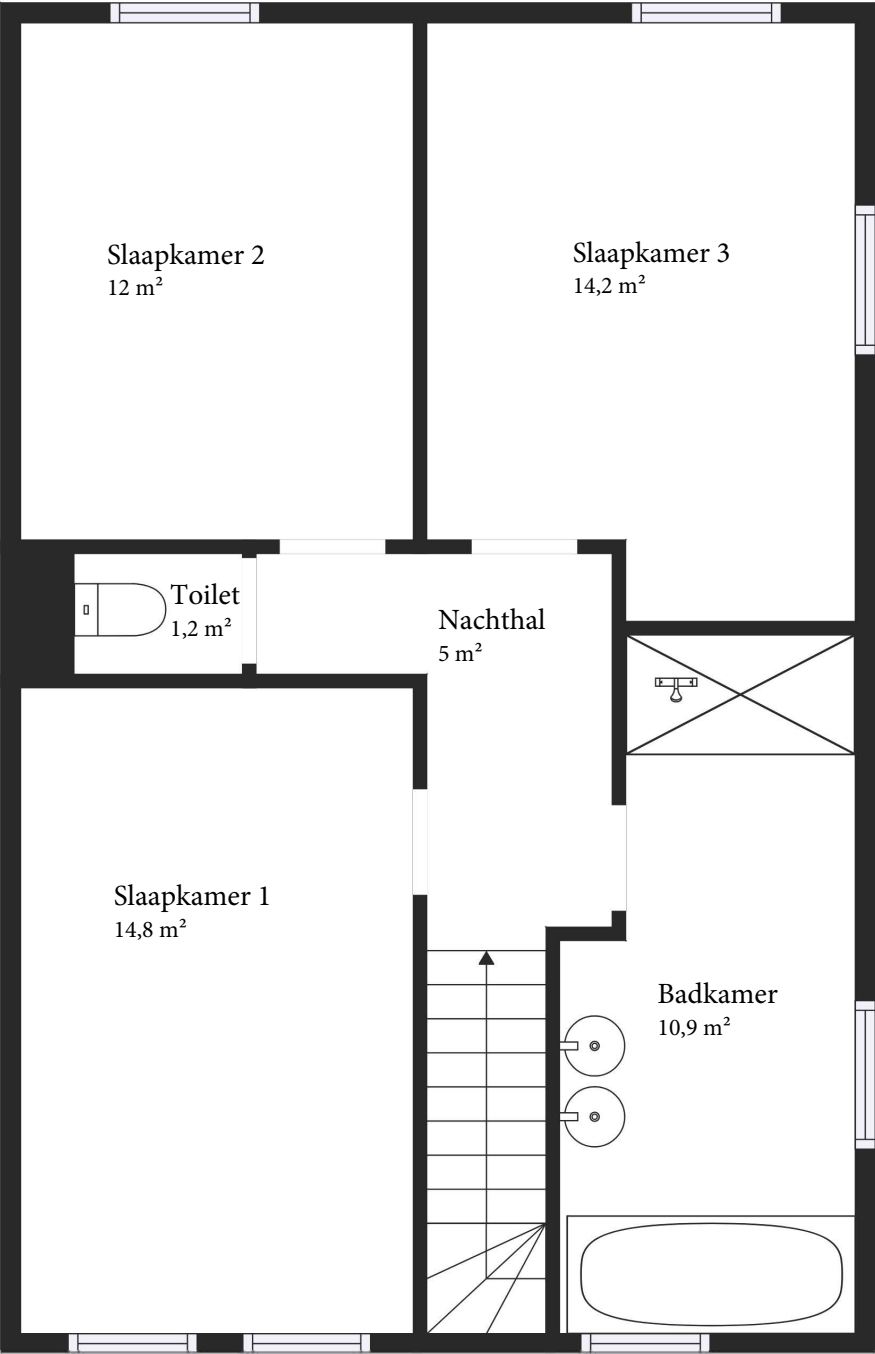 Slaapkamer 2
12 m²
Slaapkamer 3
14,2 m²
Toilet
1,2 m²
Nachthal
5 m²
Slaapkamer 1
14,8 m²
Badkamer
10,9 m²